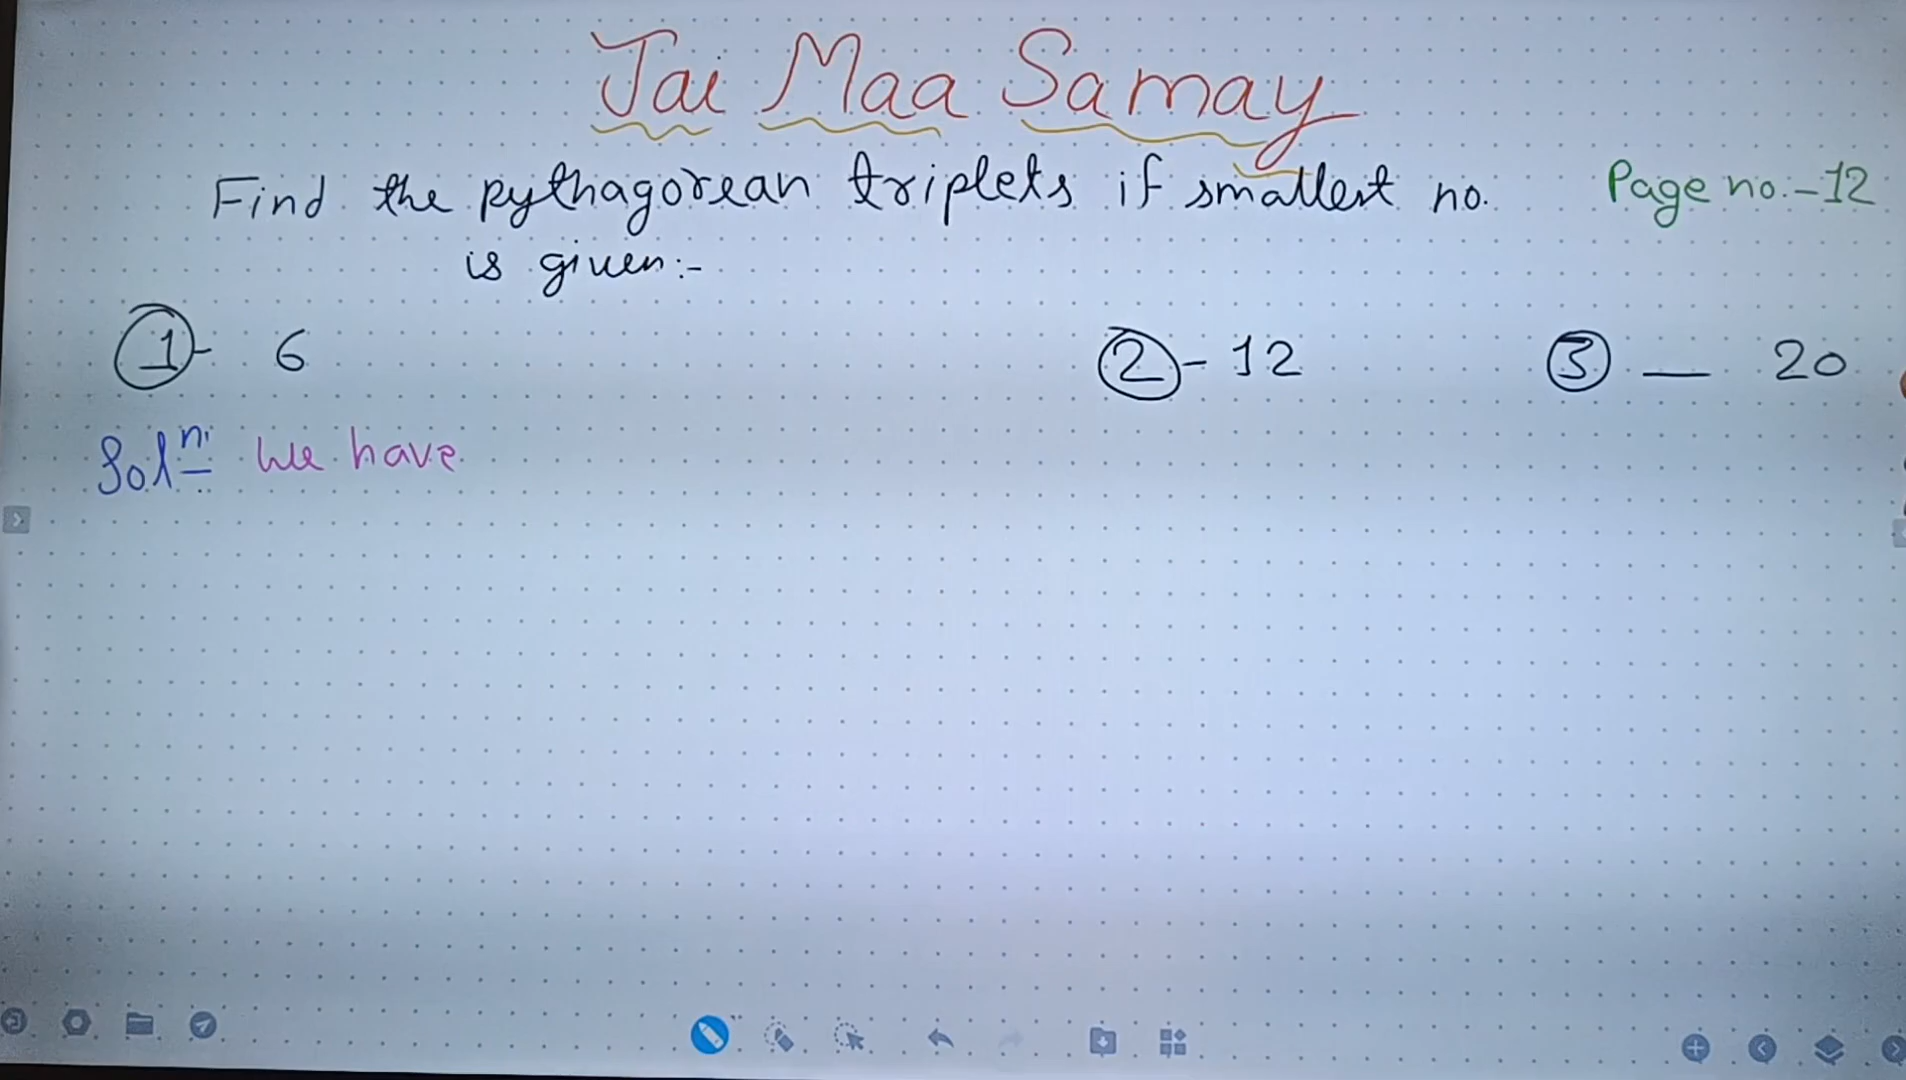 Jai Maa Samay
Find the pythagorean triplets if smallest no.
is given:-
Page no.-12
1- 6
2- 12
3 — 20
Solⁿ. We have